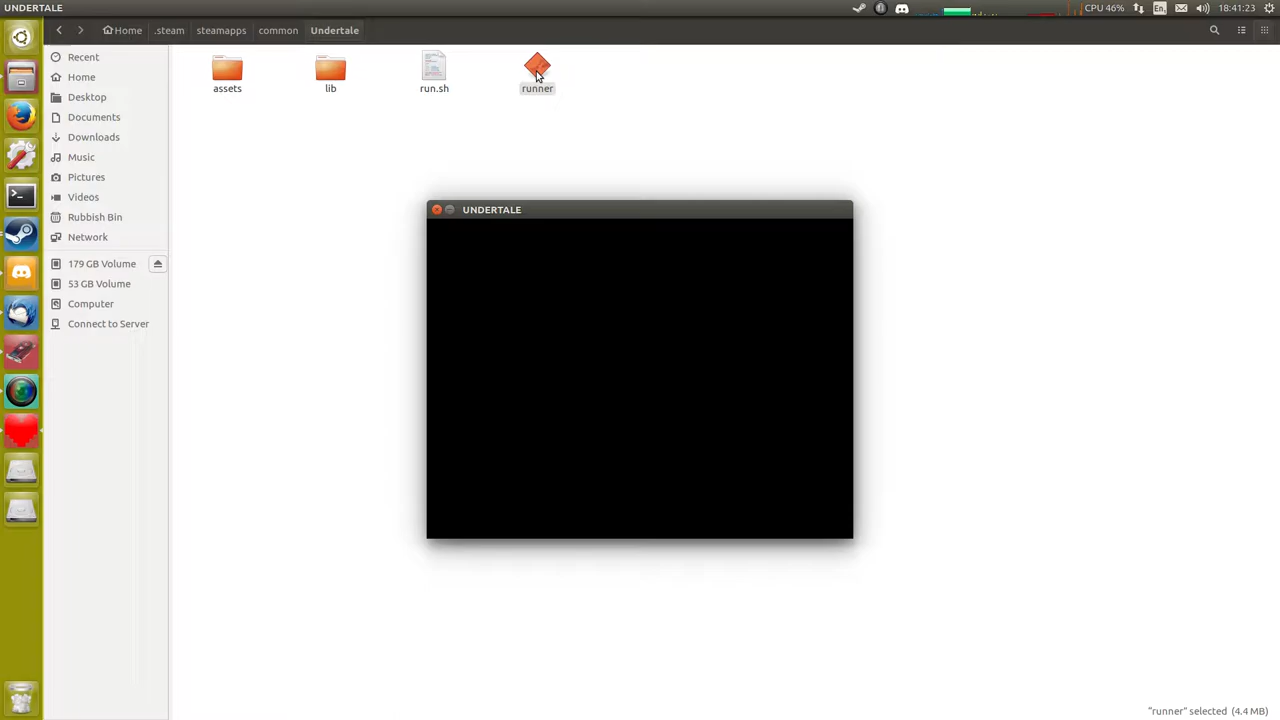 UNDERTALE
CPU 46%
En
18:41:23
Home
.steam
steamapps
common
Undertale
Recent
Home
Desktop
Documents
Downloads
Music
Pictures
Videos
Rubbish Bin
Network
179 GB Volume
53 GB Volume
Computer
Connect to Server
assets
lib
run.sh
runner
UNDERTALE
"runner" selected (4.4 MB)